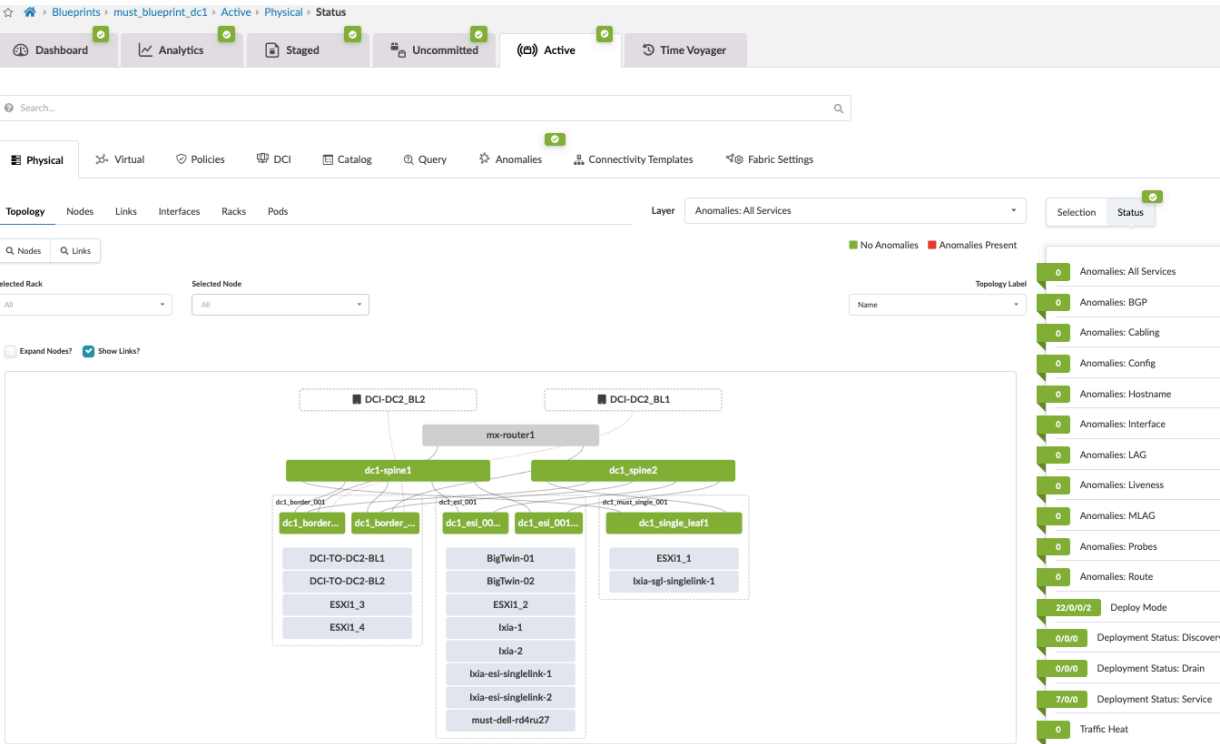 Blueprints › must_blueprint_dc1 › Active › Physical › Status
Dashboard
Analytics
Staged
Uncommitted
Active
Time Voyager
Search...
Physical
Virtual
Policies
DCI
Catalog
Query
Anomalies
Connectivity Templates
Fabric Settings
Topology
Nodes
Links
Interfaces
Racks
Pods
Layer
Anomalies: All Services
Selection
Status
Nodes
Links
No Anomalies
Anomalies Present
elected Rack
Selected Node
Topology Label
All
All
Name
Expand Nodes?
Show Links?
DCI-DC2_BL2
DCI-DC2_BL1
mx-router1
dc1-spine1
dc1_spine2
dc1_border_001
dc1_esi_001
dc1_must_single_001
dc1_border...
dc1_border_...
dc1_esi_00...
dc1_esi_001...
dc1_single_leaf1
DCI-TO-DC2-BL1
DCI-TO-DC2-BL2
ESXi1_3
ESXi1_4
BigTwin-01
BigTwin-02
ESXi1_2
Ixia-1
Ixia-2
Ixia-esi-singlelink-1
Ixia-esi-singlelink-2
must-dell-rd4ru27
ESXi1_1
Ixia-sgl-singlelink-1
0 Anomalies: All Services
0 Anomalies: BGP
0 Anomalies: Cabling
0 Anomalies: Config
0 Anomalies: Hostname
0 Anomalies: Interface
0 Anomalies: LAG
0 Anomalies: Liveness
0 Anomalies: MLAG
0 Anomalies: Probes
0 Anomalies: Route
22/0/0/2 Deploy Mode
0/0/0 Deployment Status: Discovery
0/0/0 Deployment Status: Drain
7/0/0 Deployment Status: Service
0 Traffic Heat